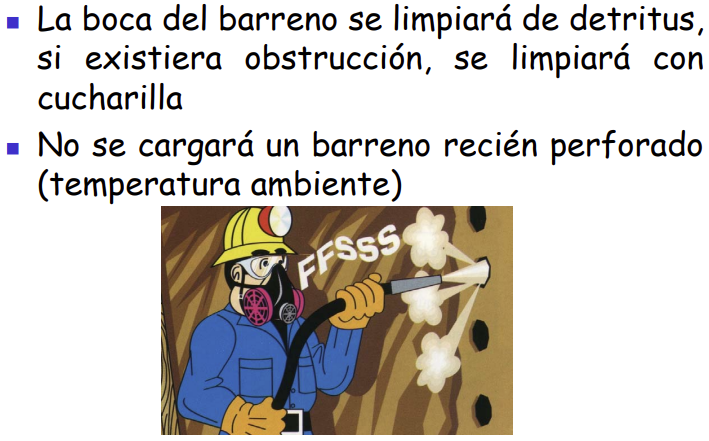 La boca del barreno se limpiará de detritus,
si existiera obstrucción, se limpiará con
cucharilla
No se cargará un barreno recién perforado
(temperatura ambiente)
FFSSS